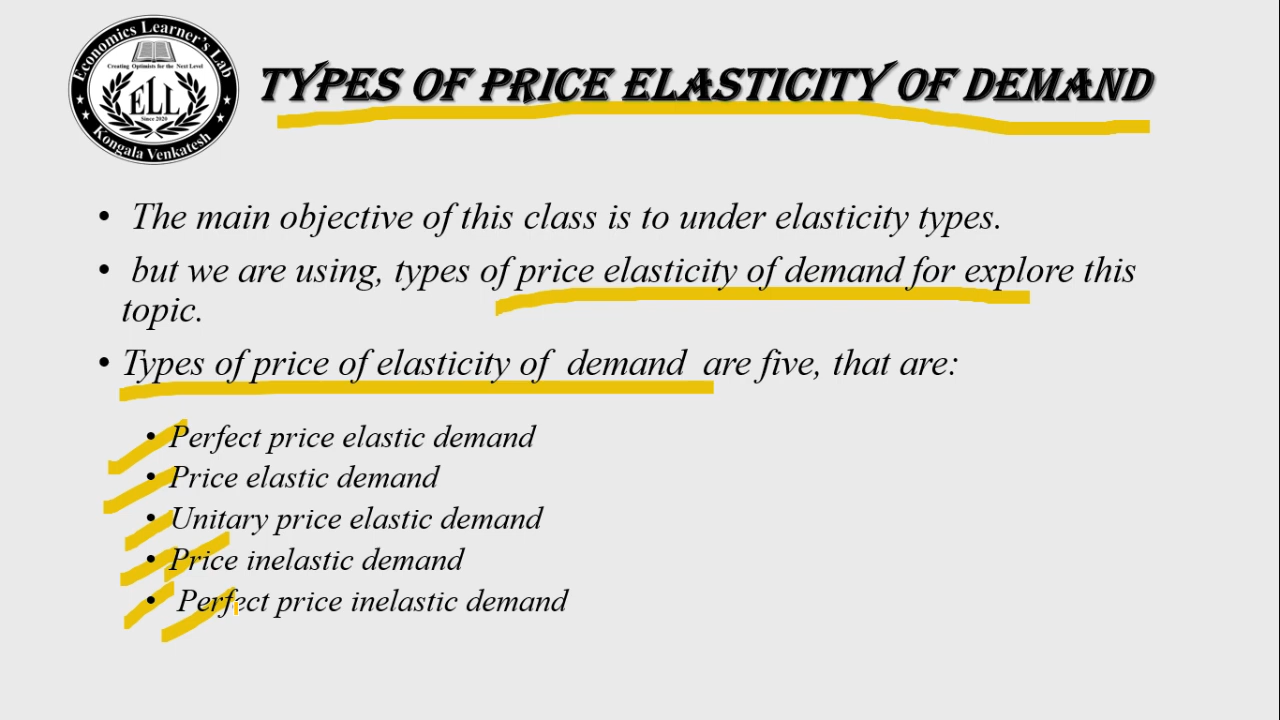 Economics Learner's Lab
Creating Optimists for the Next Level
ELL
Since 2020
Kongala Venkatesh
TYPES OF PRICE ELASTICITY OF DEMAND
• The main objective of this class is to under elasticity types.
• but we are using, types of price elasticity of demand for explore this
topic.
• Types of price of elasticity of demand are five, that are:
• Perfect price elastic demand
• Price elastic demand
• Unitary price elastic demand
• Price inelastic demand
• Perfect price inelastic demand